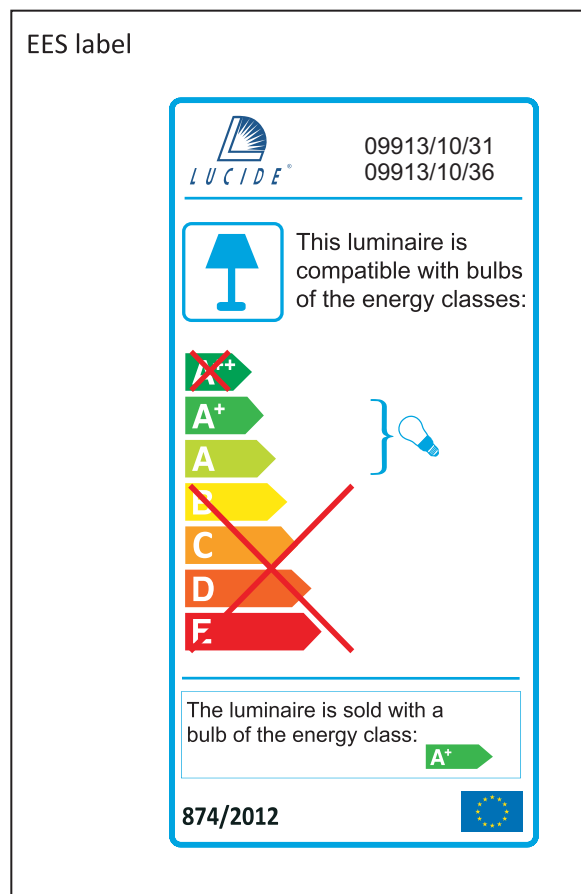 EES label
LUCIDE®
09913/10/31
09913/10/36
This luminaire is
compatible with bulbs
of the energy classes:
A++
A+
A
B
C
D
E
The luminaire is sold with a
bulb of the energy class:
A+
874/2012